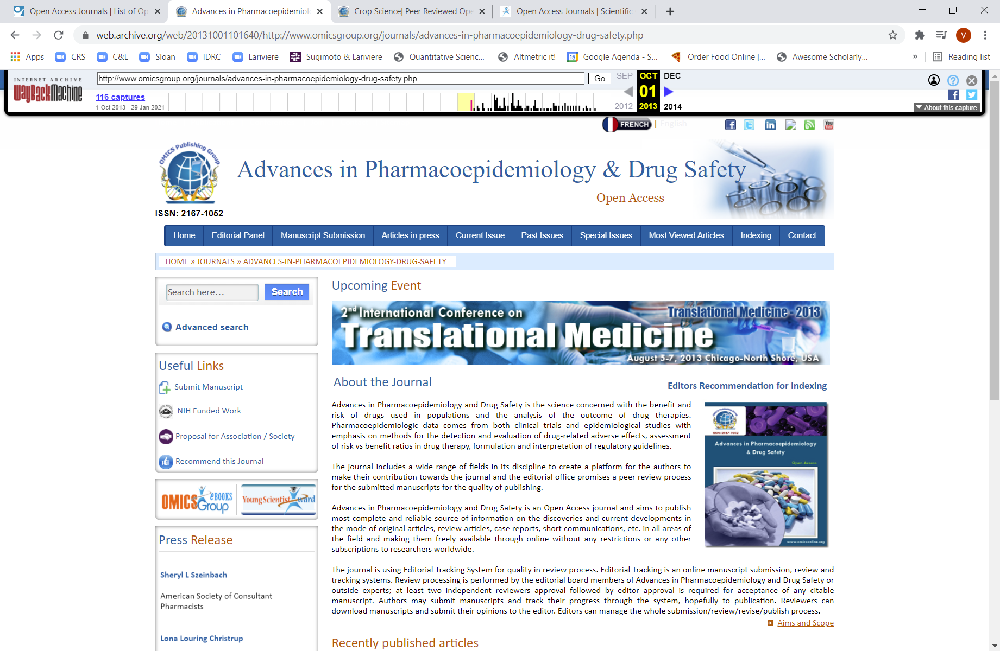 Open Access Journals | List of Op
Advances in Pharmacoepidemiol
Crop Science| Peer Reviewed Ope
Open Access Journals | Scientific
web.archive.org/web/20131001101640/http://www.omicsgroup.org/journals/advances-in-pharmacoepidemiology-drug-safety.php
V
Apps
CRS
C&L
Sloan
IDRC
Lariviere
Sugimoto & Lariviere
Quantitative Scienc...
Altmetric it!
Google Agenda - S...
Order Food Online |...
Awesome Scholarly...
»
Reading list
INTERNET ARCHIVE
WayBackMachine
http://www.omicsgroup.org/journals/advances-in-pharmacoepidemiology-drug-safety.php
Go
SEP OCT DEC
01
2012 2013 2014
116 captures
1 Oct 2013 - 29 Jan 2021
About this capture
FRENCH | English
You
OMICS Publishing Group
Advances in Pharmacoepidemiology & Drug Safety
Open Access
ISSN: 2167-1052
Home
Editorial Panel
Manuscript Submission
Articles in press
Current Issue
Past Issues
Special Issues
Most Viewed Articles
Indexing
Contact
HOME » JOURNALS » ADVANCES-IN-PHARMACOEPIDEMIOLOGY-DRUG-SAFETY
Search here...
Search
Advanced search
Useful Links
Submit Manuscript
NIH Funded Work
Proposal for Association / Society
Recommend this Journal
OMICS Group eBOOKS
Young Scientist Award
Press Release
Sheryl L Szeinbach
American Society of Consultant
Pharmacists
Lona Louring Christrup
Upcoming Event
2nd International Conference on
Translational Medicine - 2013
Translational Medicine
August 5-7, 2013 Chicago-North Shore, USA
About the Journal
Editors Recommendation for Indexing
Advances in Pharmacoepidemiology and Drug Safety is the science concerned with the benefit and
risk of drugs used in populations and the analysis of the outcome of drug therapies.
Pharmacoepidemiologic data comes from both clinical trials and epidemiological studies with
emphasis on methods for the detection and evaluation of drug-related adverse effects, assessment
of risk vs benefit ratios in drug therapy, formulation and interpretation of regulatory guidelines.
The journal includes a wide range of fields in its discipline to create a platform for the authors to
make their contribution towards the journal and the editorial office promises a peer review process
for the submitted manuscripts for the quality of publishing.
Advances in Pharmacoepidemiology and Drug Safety is an Open Access journal and aims to publish
most complete and reliable source of information on the discoveries and current developments in
the mode of original articles, review articles, case reports, short communications, etc. in all areas of
the field and making them freely available through online without any restrictions or any other
subscriptions to researchers worldwide.
ISSN: 2167-1052
Advances in Pharmacoepidemiology
& Drug Safety
Open Access
www.omicsonline.org
The journal is using Editorial Tracking System for quality in review process. Editorial Tracking is an online manuscript submission, review and
tracking systems. Review processing is performed by the editorial board members of Advances in Pharmacoepidemiology and Drug Safety or
outside experts; at least two independent reviewers approval followed by editor approval is required for acceptance of any citable
manuscript. Authors may submit manuscripts and track their progress through the system, hopefully to publication. Reviewers can
download manuscripts and submit their opinions to the editor. Editors can manage the whole submission/review/revise/publish process.
Aims and Scope
Recently published articles